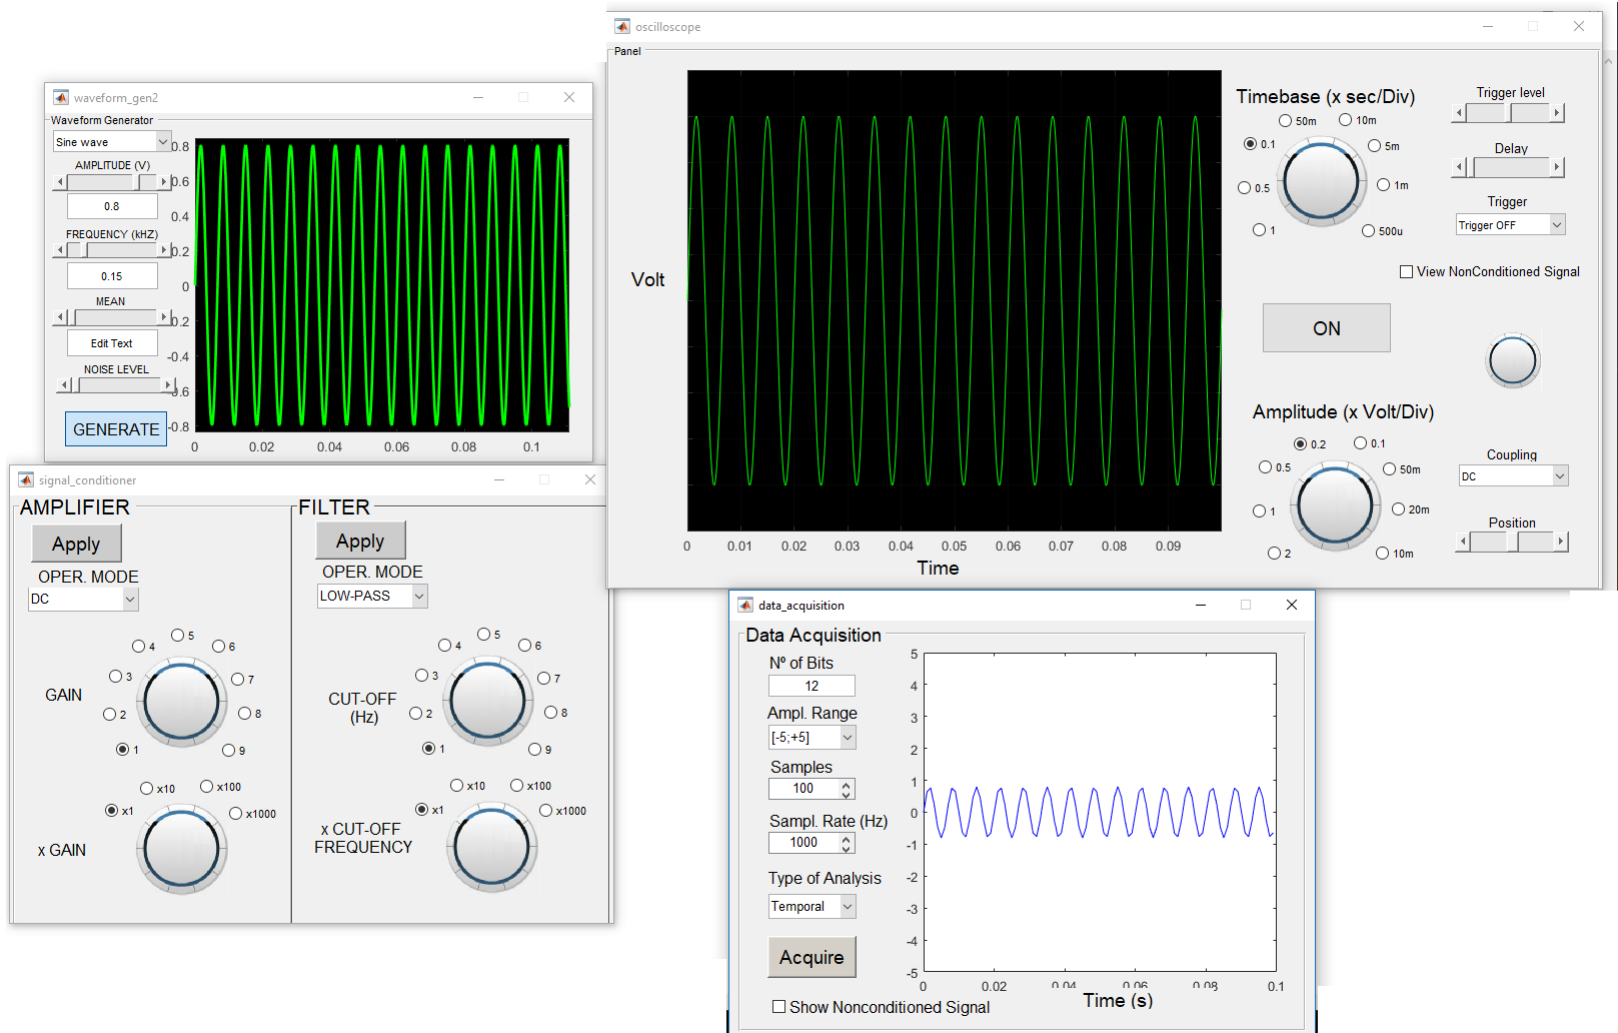 waveform_gen2
Waveform Generator
Sine wave
AMPLITUDE (V)
0.8
FREQUENCY (kHZ)
0.15
MEAN
Edit Text
NOISE LEVEL
GENERATE
0.8
0.6
0.4
0.2
0
-0.2
-0.4
-0.6
-0.8
0 0.02 0.04 0.06 0.08 0.1
oscilloscope
Panel
Volt
0 0.01 0.02 0.03 0.04 0.05 0.06 0.07 0.08 0.09
Time
Timebase (x sec/Div)
50m
10m
0.1
5m
0.5
1m
1
500u
Trigger level
Delay
Trigger
Trigger OFF
View NonConditioned Signal
ON
Amplitude (x Volt/Div)
0.2
0.1
0.5
50m
1
20m
2
10m
Coupling
DC
Position
signal_conditioner
AMPLIFIER
Apply
OPER. MODE
DC
GAIN
1
2
3
4
5
6
7
8
9
x GAIN
x1
x10
x100
x1000
FILTER
Apply
OPER. MODE
LOW-PASS
CUT-OFF
(Hz)
1
2
3
4
5
6
7
8
9
x CUT-OFF
FREQUENCY
x1
x10
x100
x1000
data_acquisition
Data Acquisition
Nº of Bits
12
Ampl. Range
[-5;+5]
Samples
100
Sampl. Rate (Hz)
1000
Type of Analysis
Temporal
Acquire
Show Nonconditioned Signal
5
4
3
2
1
0
-1
-2
-3
-4
-5
0 0.02 0.04 0.06 0.08 0.1
Time (s)